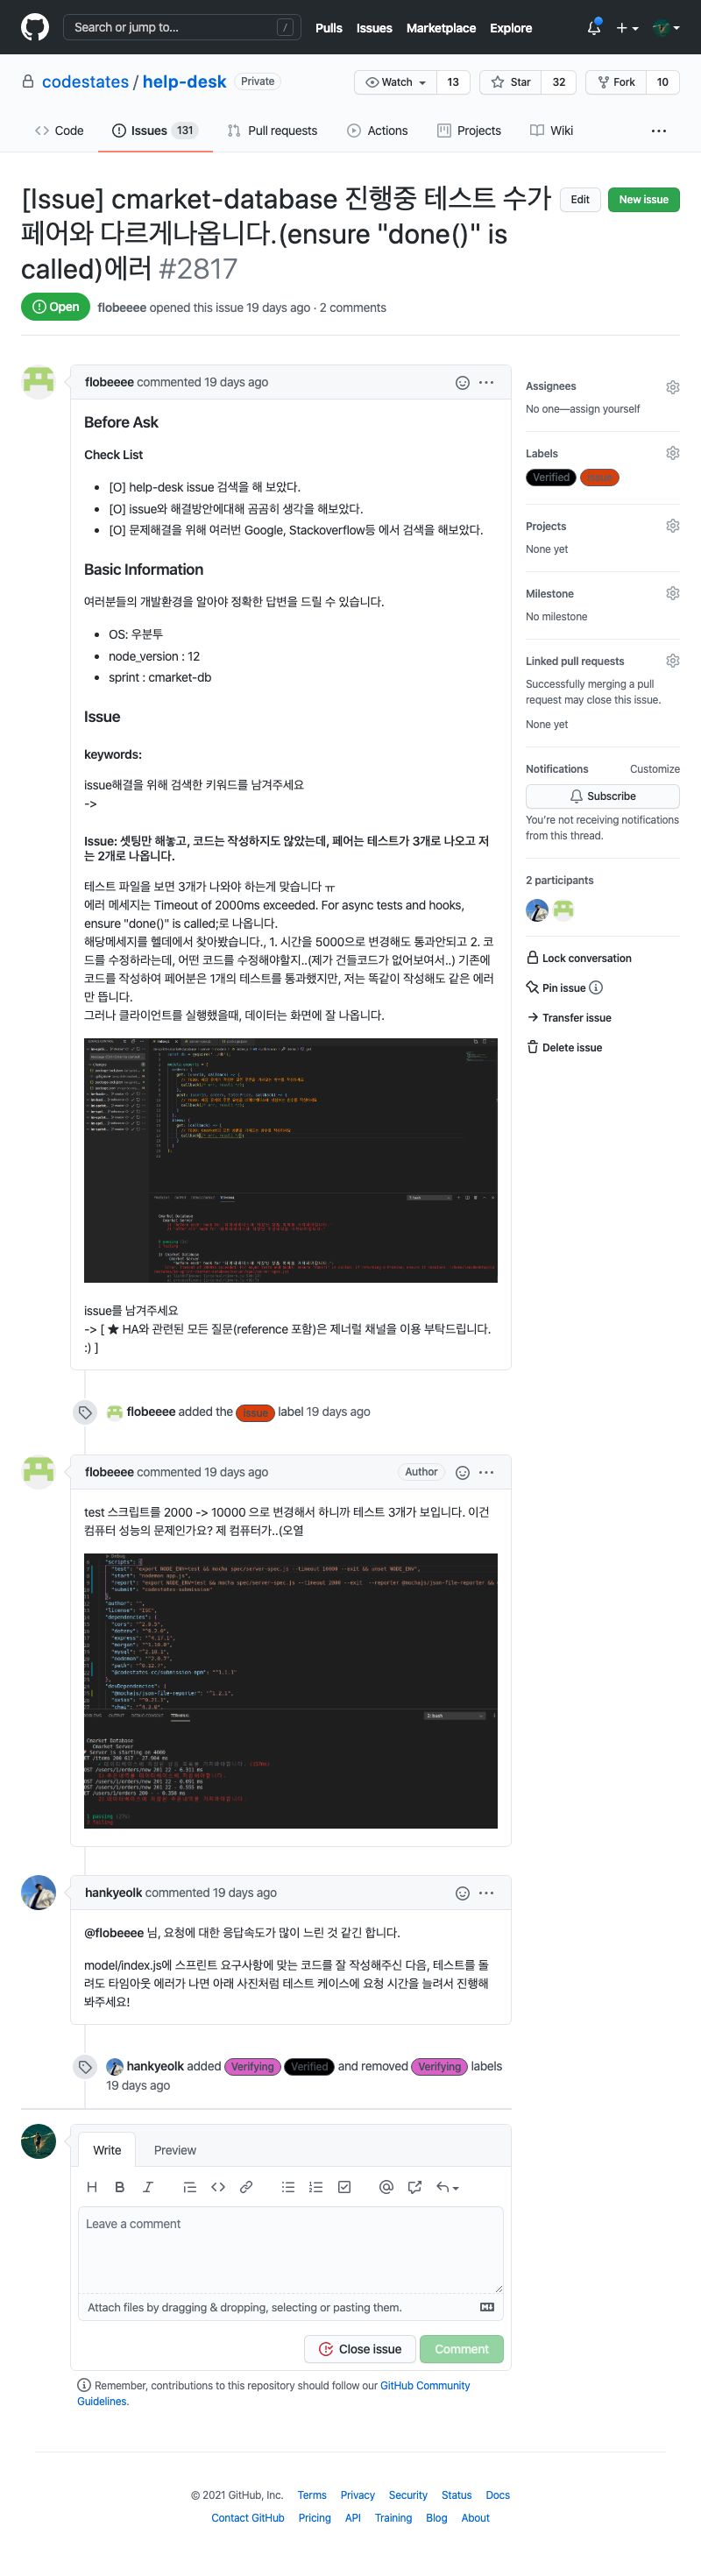 Search or jump to...
/
Pulls
Issues
Marketplace
Explore
codestates / help-desk
Private
Watch
13
Star
32
Fork
10
Code
Issues 131
Pull requests
Actions
Projects
Wiki
[Issue] cmarket-database 진행중 테스트 수가
페어와 다르게나옵니다.(ensure "done()" is
called)에러 #2817
Edit
New issue
Open
flobeeee opened this issue 19 days ago · 2 comments
flobeeee commented 19 days ago
Before Ask
Check List
• [O] help-desk issue 검색을 해 보았다.
• [O] issue와 해결방안에대해 곰곰히 생각을 해보았다.
• [O] 문제해결을 위해 여러번 Google, Stackoverflow등 에서 검색을 해보았다.
Basic Information
여러분들의 개발환경을 알아야 정확한 답변을 드릴 수 있습니다.
• OS: 우분투
• node_version : 12
• sprint : cmarket-db
Issue
keywords:
issue해결을 위해 검색한 키워드를 남겨주세요
->
Issue: 셋팅만 해놓고, 코드는 작성하지도 않았는데, 페어는 테스트가 3개로 나오고 저
는 2개로 나옵니다.
테스트 파일을 보면 3개가 나와야 하는게 맞습니다 ㅠ
에러 메세지는 Timeout of 2000ms exceeded. For async tests and hooks,
ensure "done()" is called;로 나옵니다.
해당메세지를 헬데에서 찾아봤습니다., 1. 시간을 5000으로 변경해도 통과안되고 2. 코
드를 수정하라는데, 어떤 코드를 수정해야할지..(제가 건들코드가 없어보여서..) 기존에
코드를 작성하여 페어분은 1개의 테스트를 통과했지만, 저는 똑같이 작성해도 같은 에러
만 뜹니다.
그러나 클라이언트를 실행했을때, 데이터는 화면에 잘 나옵니다.
issue를 남겨주세요
-> [ ★ HA와 관련된 모든 질문(reference 포함)은 제너럴 채널을 이용 부탁드립니다.
:) ]
flobeeee added the issue label 19 days ago
flobeeee commented 19 days ago
Author
test 스크립트를 2000 -> 10000 으로 변경해서 하니까 테스트 3개가 보입니다. 이건
컴퓨터 성능의 문제인가요? 제 컴퓨터가..(오열
"scripts": {
"test": "export NODE_ENV=test && mocha spec/server-spec.js --timeout 10000 --exit && unset NODE_ENV",
"start": "nodemon app.js",
"submit": "codestates-submission"
"author": "",
"license": "ISC",
"dependencies": {
Cmarket Database
Cmarket Server
Server is starting on 4000
hankyeolk commented 19 days ago
@flobeeee 님, 요청에 대한 응답속도가 많이 느린 것 같긴 합니다.
model/index.js에 스프린트 요구사항에 맞는 코드를 잘 작성해주신 다음, 테스트를 돌
려도 타임아웃 에러가 나면 아래 사진처럼 테스트 케이스에 요청 시간을 늘려서 진행해
봐주세요!
hankyeolk added Verifying Verified and removed Verifying labels
19 days ago
Write
Preview
Leave a comment
Attach files by dragging & dropping, selecting or pasting them.
Close issue
Comment
Remember, contributions to this repository should follow our GitHub Community
Guidelines.
Assignees
No one—assign yourself
Labels
Verified
issue
Projects
None yet
Milestone
No milestone
Linked pull requests
Successfully merging a pull
request may close this issue.
None yet
Notifications
Customize
Subscribe
You're not receiving notifications
from this thread.
2 participants
Lock conversation
Pin issue
Transfer issue
Delete issue
© 2021 GitHub, Inc.
Terms
Privacy
Security
Status
Docs
Contact GitHub
Pricing
API
Training
Blog
About